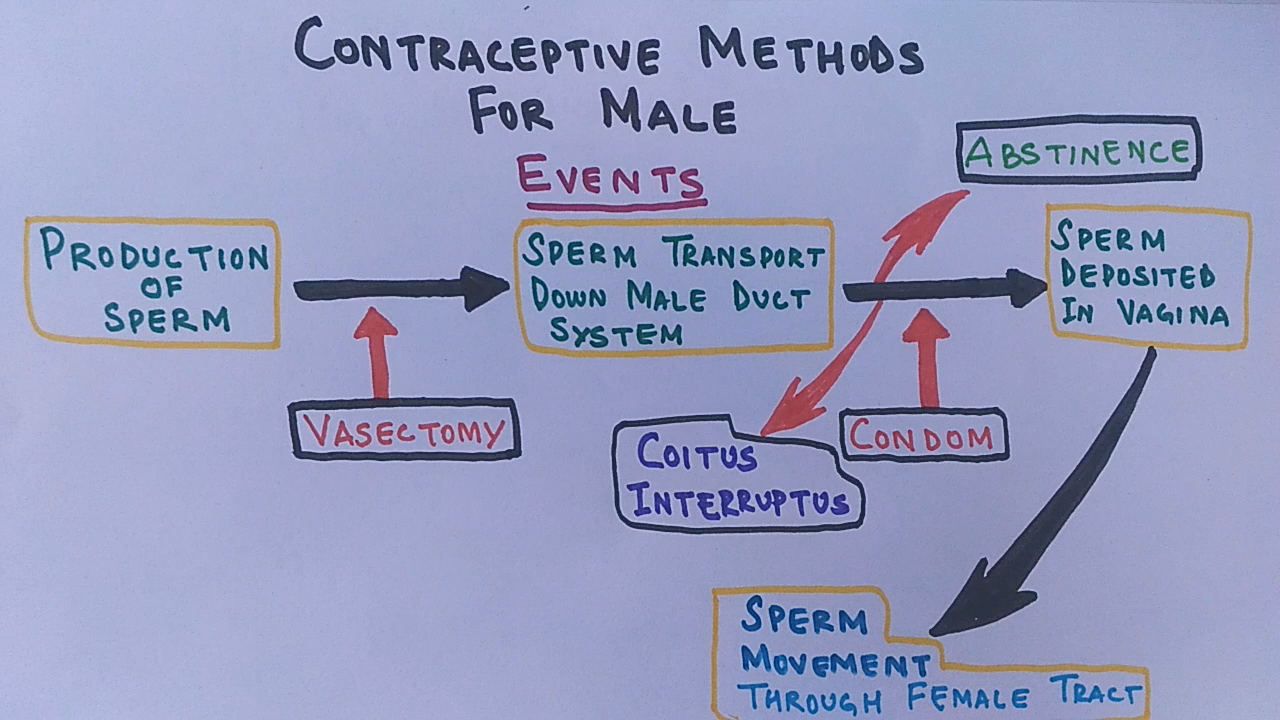 CONTRACEPTIVE METHODS
FOR MALE
EVENTS
ABSTINENCE
PRODUCTION
OF
SPERM
SPERM TRANSPORT
DOWN MALE DUCT
SYSTEM
SPERM
DEPOSITED
IN VAGINA
VASECTOMY
COITUS
INTERRUPTUS
CONDOM
SPERM
MOVEMENT
THROUGH FEMALE TRACT